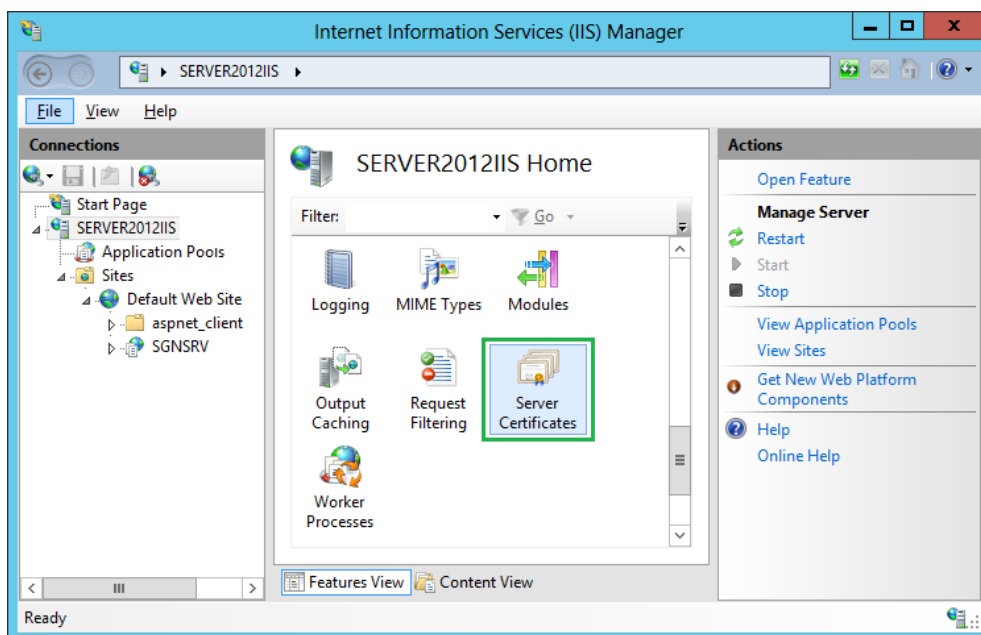 Internet Information Services (IIS) Manager
SERVER2012IIS
File View Help
Connections
Start Page
SERVER2012IIS
Application Pools
Sites
Default Web Site
aspnet_client
SGNSRV
SERVER2012IIS Home
Filter:
Go
Logging
MIME Types
Modules
Output
Caching
Request
Filtering
Server
Certificates
Worker
Processes
Features View
Content View
Actions
Open Feature
Manage Server
Restart
Start
Stop
View Application Pools
View Sites
Get New Web Platform
Components
Help
Online Help
Ready